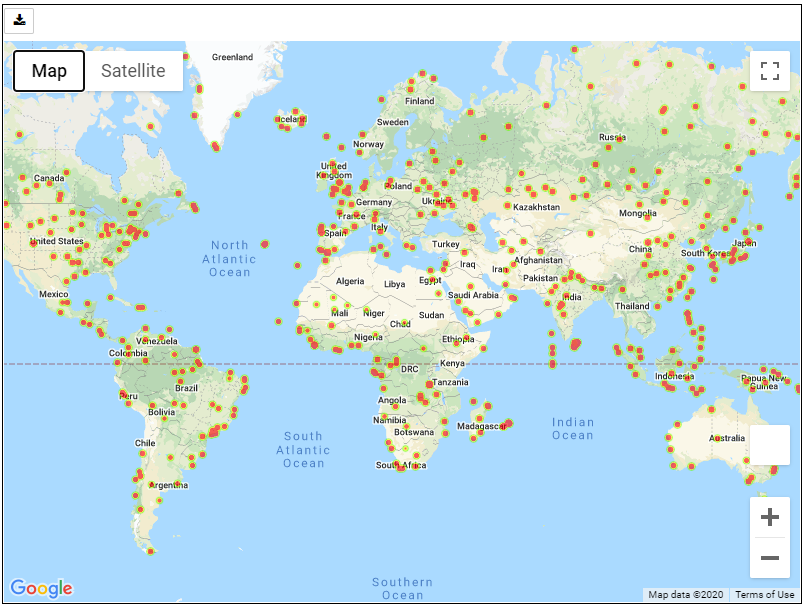 Map
Satellite
Greenland
Iceland
Finland
Sweden
Norway
Russia
Canada
United
Kingdom
Poland
Germany
Ukraine
Kazakhstan
France
Mongolia
Italy
Spain
United States
North
Atlantic
Ocean
Turkey
China
South Korea
Japan
Iraq
Iran
Afghanistan
Pakistan
Algeria
Libya
Egypt
Mexico
Saudi Arabia
India
Thailand
Mali
Niger
Chad
Sudan
Nigeria
Ethiopia
Venezuela
Colombia
DRC
Kenya
Indonesia
Papua New
Guinea
Tanzania
Brazil
Peru
Angola
Bolivia
Namibia
Botswana
Madagascar
Indian
Ocean
Chile
South
Atlantic
Ocean
Australia
South Africa
Argentina
Southern
Ocean
Google
Map data ©2020
Terms of Use